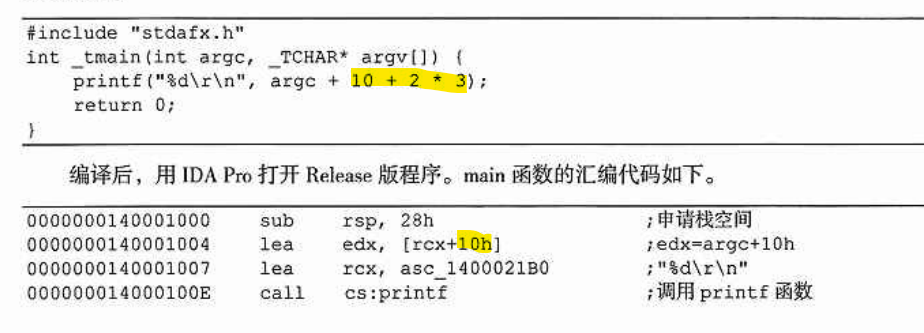 #include "stdafx.h"
int _tmain(int argc, _TCHAR* argv[]) {
    printf("%d\r\n", argc + 10 + 2 * 3);
    return 0;
}
编译后，用 IDA Pro 打开 Release 版程序。main 函数的汇编代码如下。
0000000140001000    sub    rsp, 28h    ;申请栈空间
0000000140001004    lea    edx, [rcx+10h]    ;edx=argc+10h
0000000140001007    lea    rcx, asc_1400021B0    ;"%d\r\n"
000000014000100E    call    cs:printf    ;调用 printf 函数